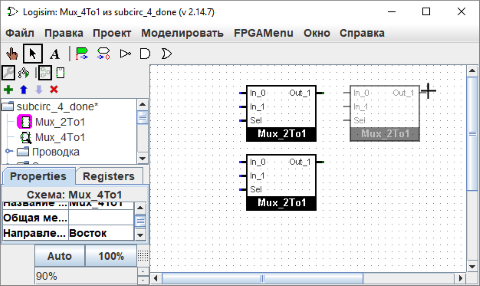 Logisim: Mux_4To1 из subcirc_4_done (v 2.14.7)
Файл Правка Проект Моделировать FPGAMenu Окно Справка
subcirc_4_done*
Mux_2To1
Mux_4To1
Проводка
Properties Registers
Схема: Mux_4To1
Название ... Mux_4To1
Общая ме...
Направле... Восток
Auto 100%
90%
In_0 Out_1
In_1
Sel
Mux_2To1
In_0 Out_1
In_1
Sel
Mux_2To1
In_0 Out_1
In_1
Sel
Mux_2To1